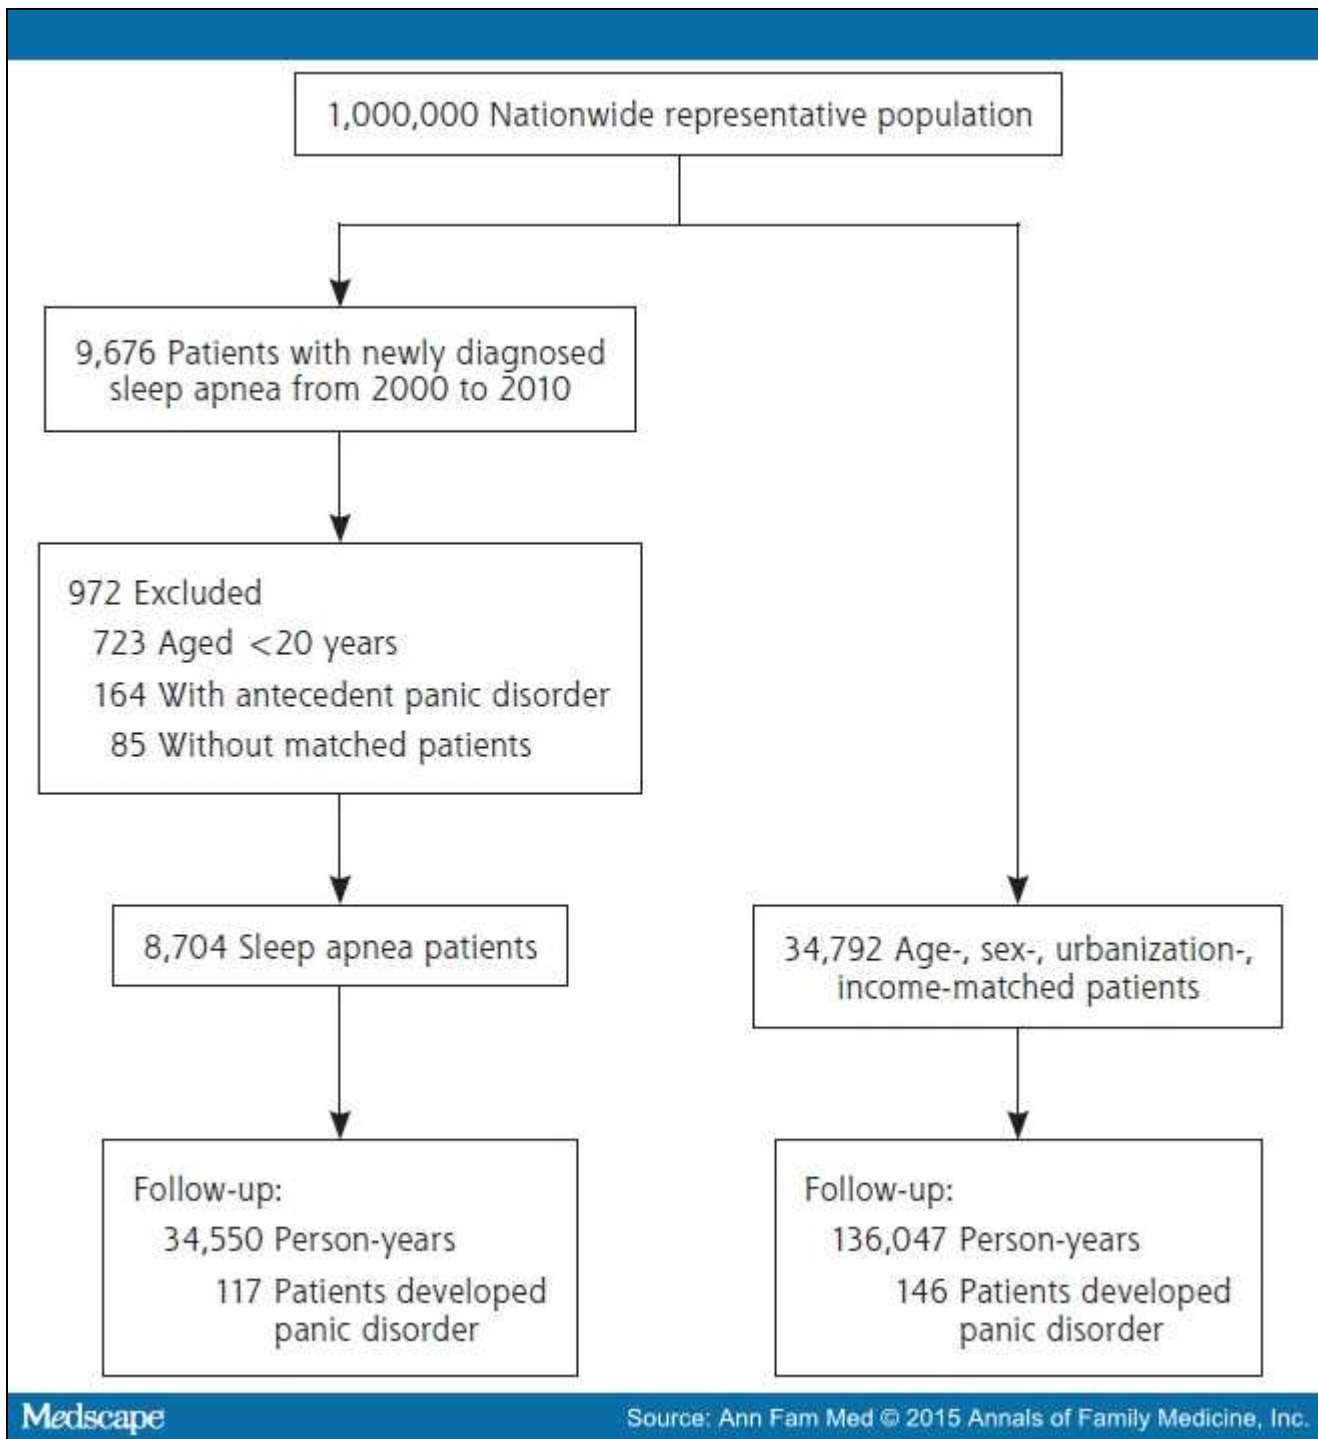 1,000,000 Nationwide representative population
9,676 Patients with newly diagnosed
sleep apnea from 2000 to 2010
972 Excluded
723 Aged <20 years
164 With antecedent panic disorder
85 Without matched patients
8,704 Sleep apnea patients
34,792 Age-, sex-, urbanization-,
income-matched patients
Follow-up:
34,550 Person-years
117 Patients developed
panic disorder
Follow-up:
136,047 Person-years
146 Patients developed
panic disorder
Medscape
Source: Ann Fam Med © 2015 Annals of Family Medicine, Inc.